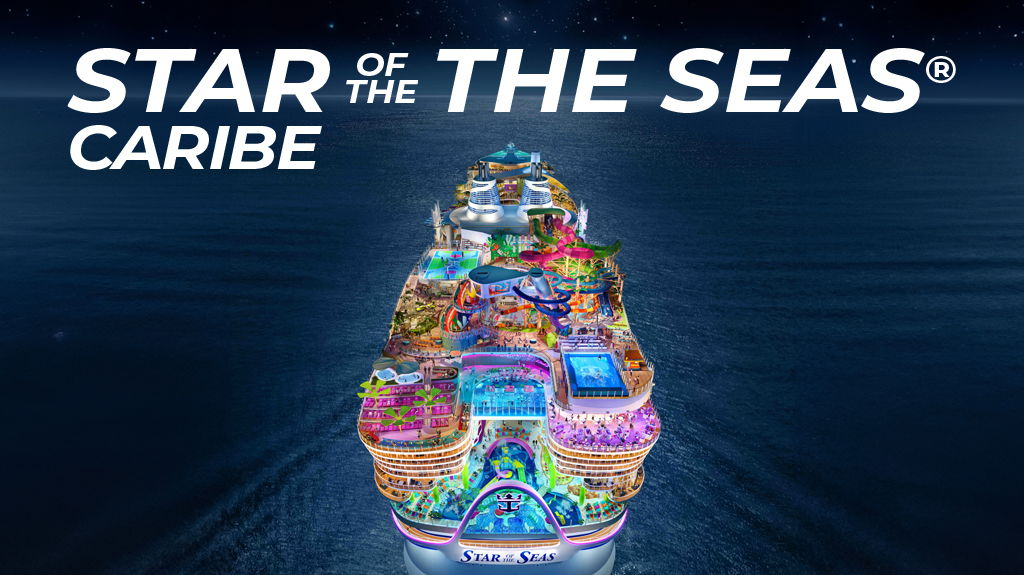 STAR OF THE THE SEAS®
CARIBE
STAR OF THE SEAS